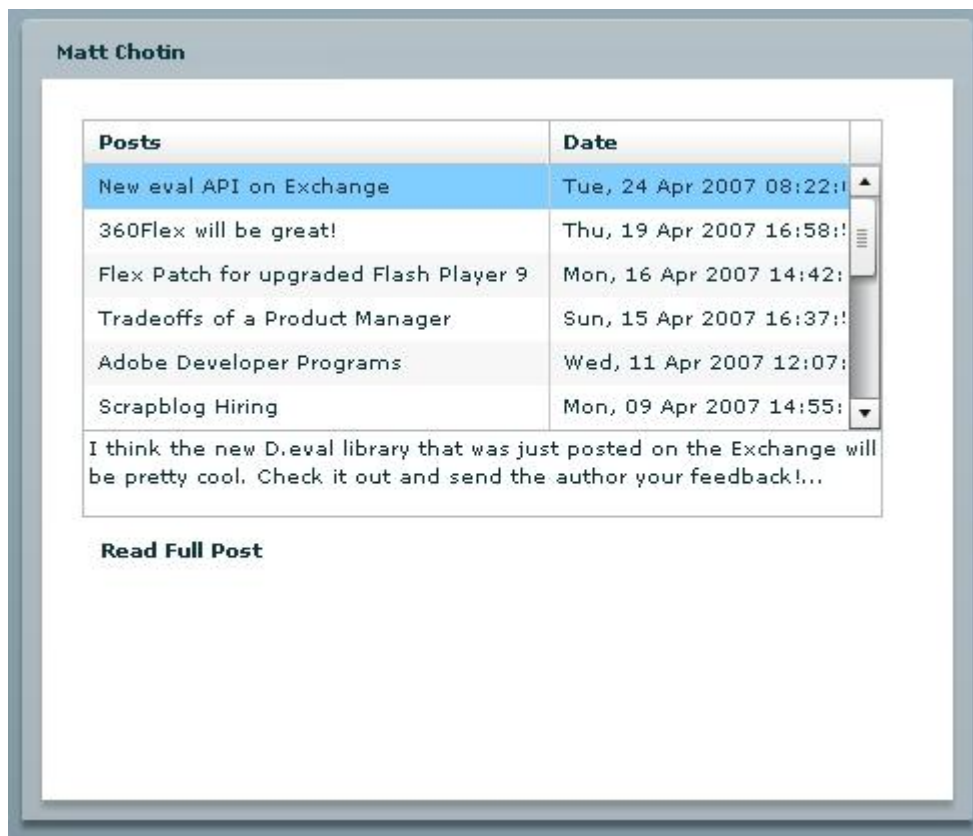 Matt Chotin
Posts Date
New eval API on Exchange Tue, 24 Apr 2007 08:22:
360Flex will be great! Thu, 19 Apr 2007 16:58:
Flex Patch for upgraded Flash Player 9 Mon, 16 Apr 2007 14:42:
Tradeoffs of a Product Manager Sun, 15 Apr 2007 16:37:
Adobe Developer Programs Wed, 11 Apr 2007 12:07:
Scrapblog Hiring Mon, 09 Apr 2007 14:55:
I think the new D.eval library that was just posted on the Exchange will
be pretty cool. Check it out and send the author your feedback!...
Read Full Post